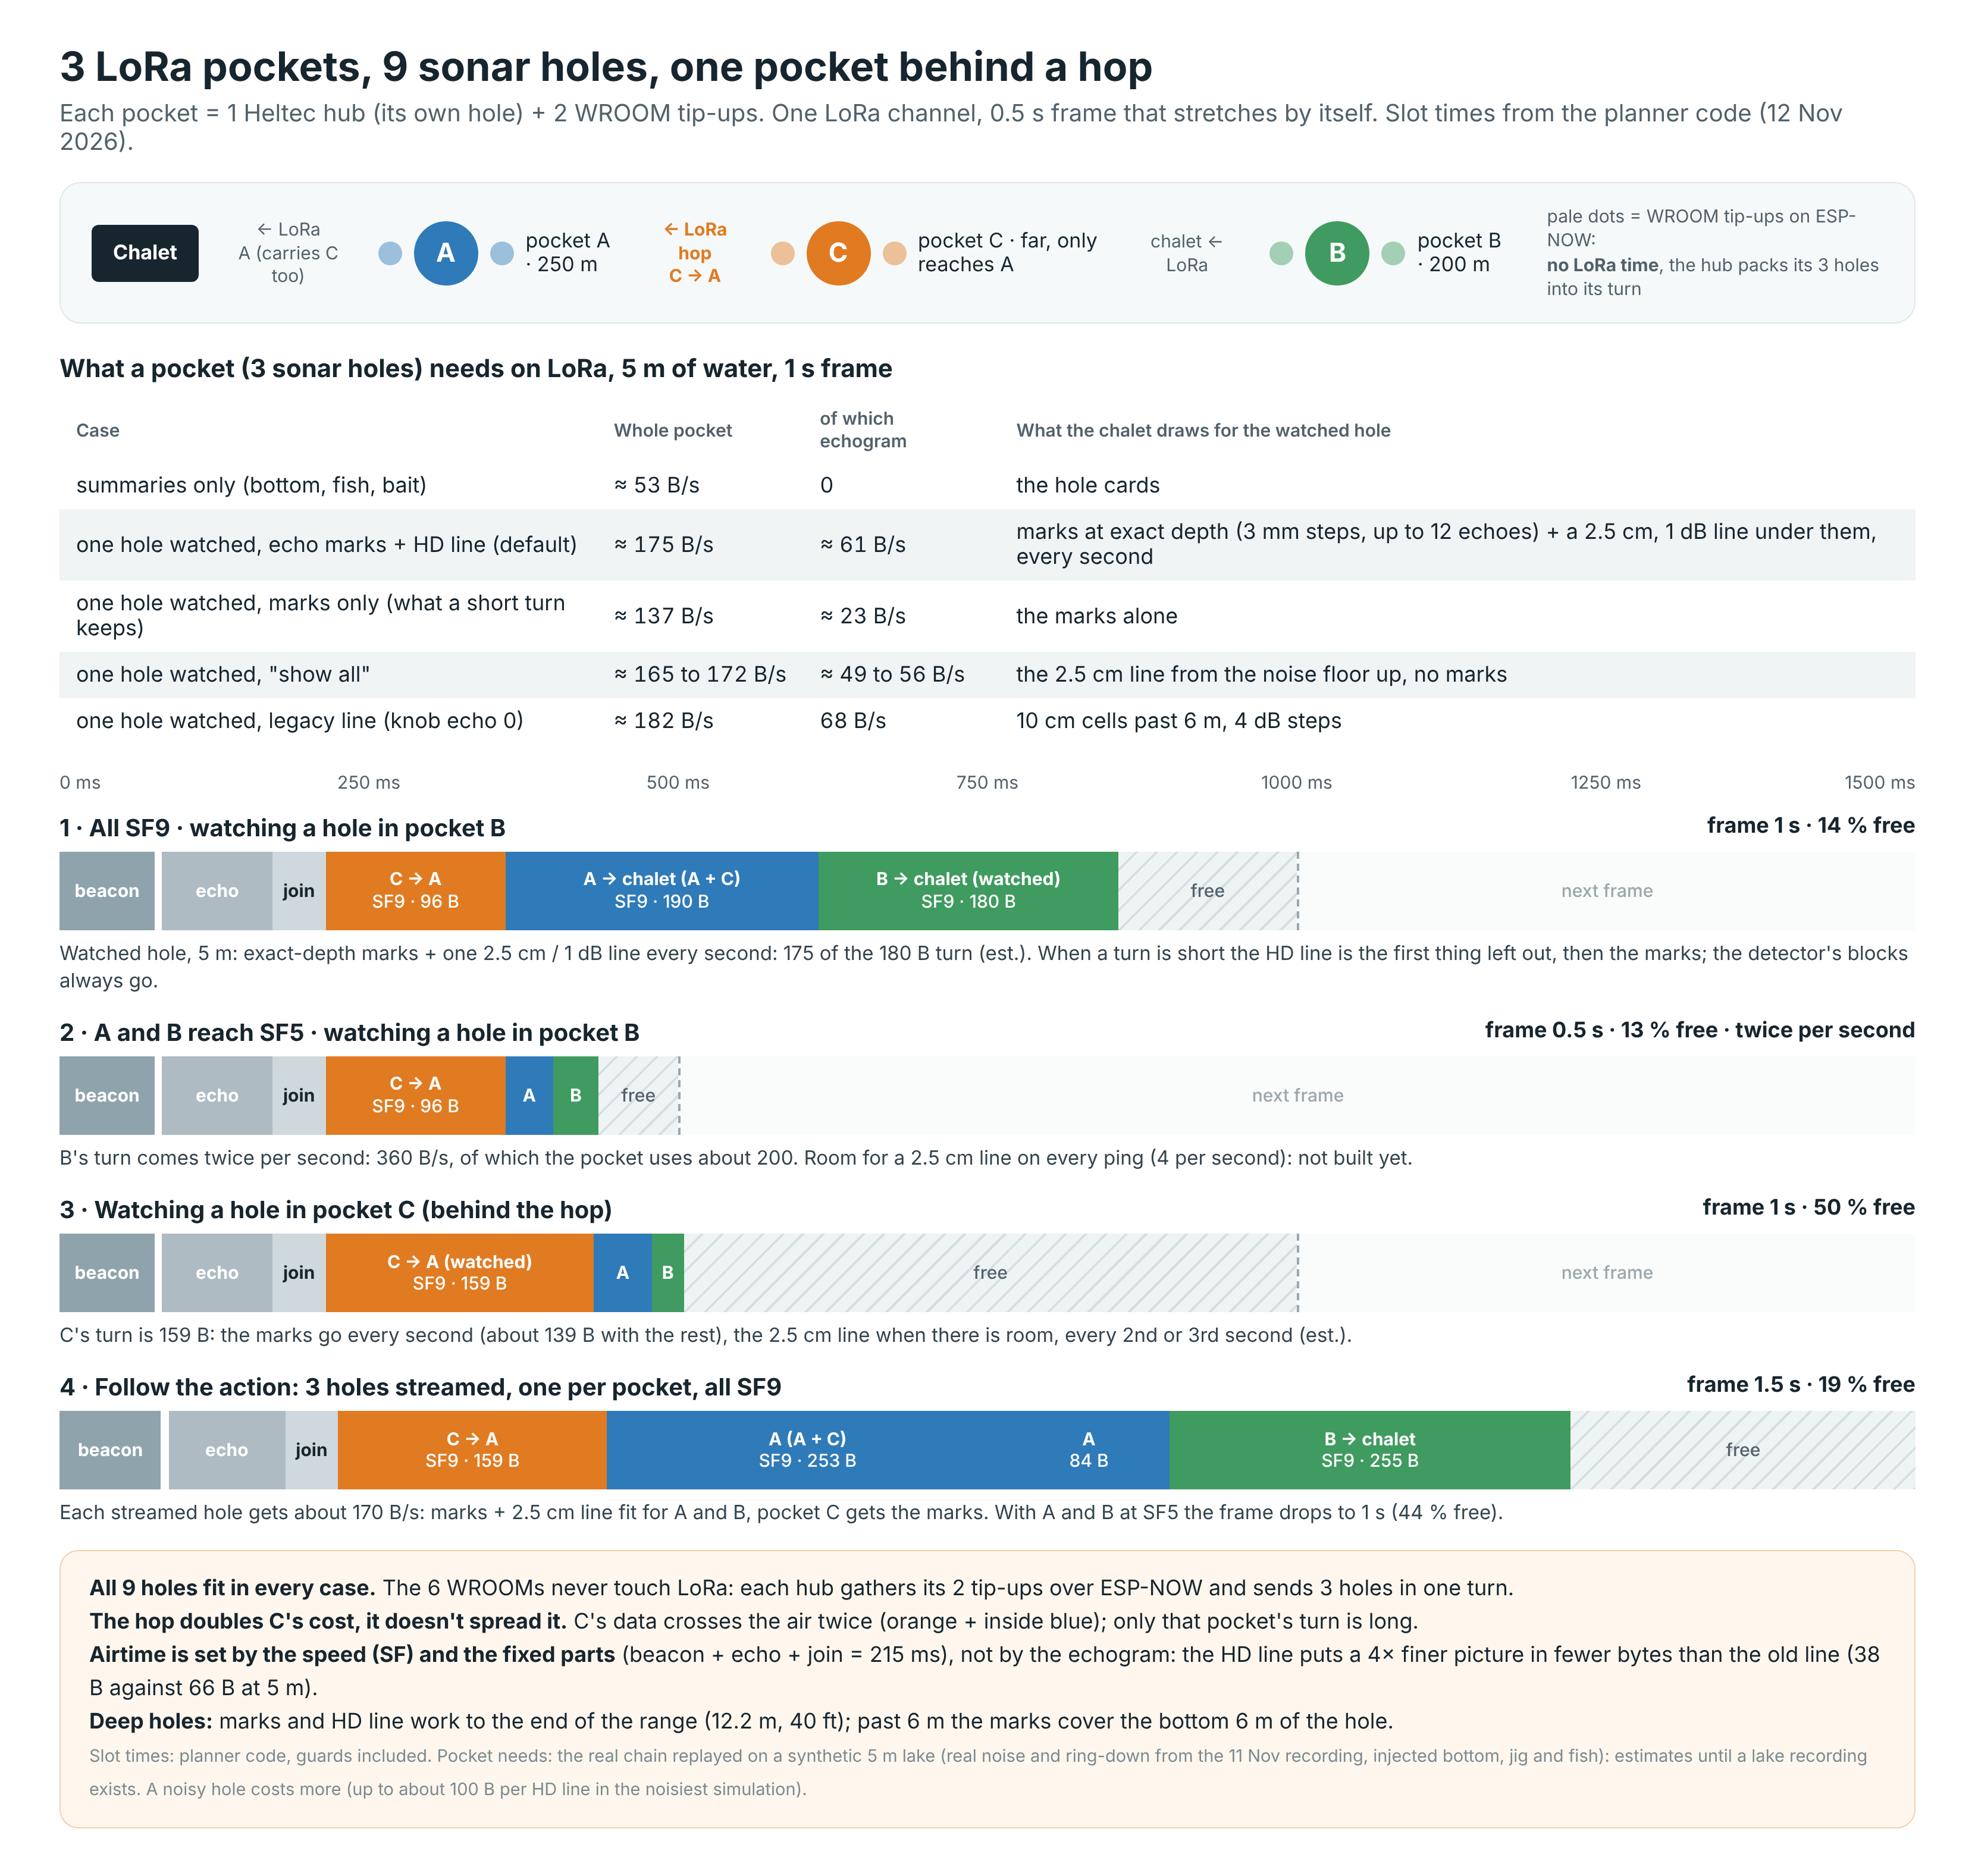 3 LoRa pockets, 9 sonar holes, one pocket behind a hop
Each pocket = 1 Heltec hub (its own hole) + 2 WROOM tip-ups. One LoRa channel, 0.5 s frame that stretches by itself. Slot times from the planner code (12 Nov
2026).
Chalet
← LoRa
A (carries C
too)
A
pocket A
· 250 m
← LoRa
hop
C → A
C
pocket C · far, only
reaches A
chalet ←
LoRa
B
pocket B
· 200 m
pale dots = WROOM tip-ups on ESP-
NOW:
no LoRa time, the hub packs its 3 holes
into its turn
What a pocket (3 sonar holes) needs on LoRa, 5 m of water, 1 s frame
Case
Whole pocket
of which
echogram
What the chalet draws for the watched hole
summaries only (bottom, fish, bait)
≈ 53 B/s
0
the hole cards
one hole watched, echo marks + HD line (default)
≈ 175 B/s
≈ 61 B/s
marks at exact depth (3 mm steps, up to 12 echoes) + a 2.5 cm, 1 dB line under them,
every second
one hole watched, marks only (what a short turn
keeps)
≈ 137 B/s
≈ 23 B/s
the marks alone
one hole watched, "show all"
≈ 165 to 172 B/s
≈ 49 to 56 B/s
the 2.5 cm line from the noise floor up, no marks
one hole watched, legacy line (knob echo 0)
≈ 182 B/s
68 B/s
10 cm cells past 6 m, 4 dB steps
0 ms
250 ms
500 ms
750 ms
1000 ms
1250 ms
1500 ms
1 · All SF9 · watching a hole in pocket B
frame 1 s · 14 % free
beacon
echo
join
C → A
SF9 · 96 B
A → chalet (A + C)
SF9 · 190 B
B → chalet (watched)
SF9 · 180 B
free
next frame
Watched hole, 5 m: exact-depth marks + one 2.5 cm / 1 dB line every second: 175 of the 180 B turn (est.). When a turn is short the HD line is the first thing left out, then the marks; the detector's blocks
always go.
2 · A and B reach SF5 · watching a hole in pocket B
frame 0.5 s · 13 % free · twice per second
beacon
echo
join
C → A
SF9 · 96 B
A
B
free
next frame
B's turn comes twice per second: 360 B/s, of which the pocket uses about 200. Room for a 2.5 cm line on every ping (4 per second): not built yet.
3 · Watching a hole in pocket C (behind the hop)
frame 1 s · 50 % free
beacon
echo
join
C → A (watched)
SF9 · 159 B
A
B
free
next frame
C's turn is 159 B: the marks go every second (about 139 B with the rest), the 2.5 cm line when there is room, every 2nd or 3rd second (est.).
4 · Follow the action: 3 holes streamed, one per pocket, all SF9
frame 1.5 s · 19 % free
beacon
echo
join
C → A
SF9 · 159 B
A (A + C)
SF9 · 253 B
A
84 B
B → chalet
SF9 · 255 B
free
Each streamed hole gets about 170 B/s: marks + 2.5 cm line fit for A and B, pocket C gets the marks. With A and B at SF5 the frame drops to 1 s (44 % free).
All 9 holes fit in every case. The 6 WROOMs never touch LoRa: each hub gathers its 2 tip-ups over ESP-NOW and sends 3 holes in one turn.
The hop doubles C's cost, it doesn't spread it. C's data crosses the air twice (orange + inside blue); only that pocket's turn is long.
Airtime is set by the speed (SF) and the fixed parts (beacon + echo + join = 215 ms), not by the echogram: the HD line puts a 4× finer picture in fewer bytes than the old line (38
B against 66 B at 5 m).
Deep holes: marks and HD line work to the end of the range (12.2 m, 40 ft); past 6 m the marks cover the bottom 6 m of the hole.
Slot times: planner code, guards included. Pocket needs: the real chain replayed on a synthetic 5 m lake (real noise and ring-down from the 11 Nov recording, injected bottom, jig and fish): estimates until a lake recording
exists. A noisy hole costs more (up to about 100 B per HD line in the noisiest simulation).